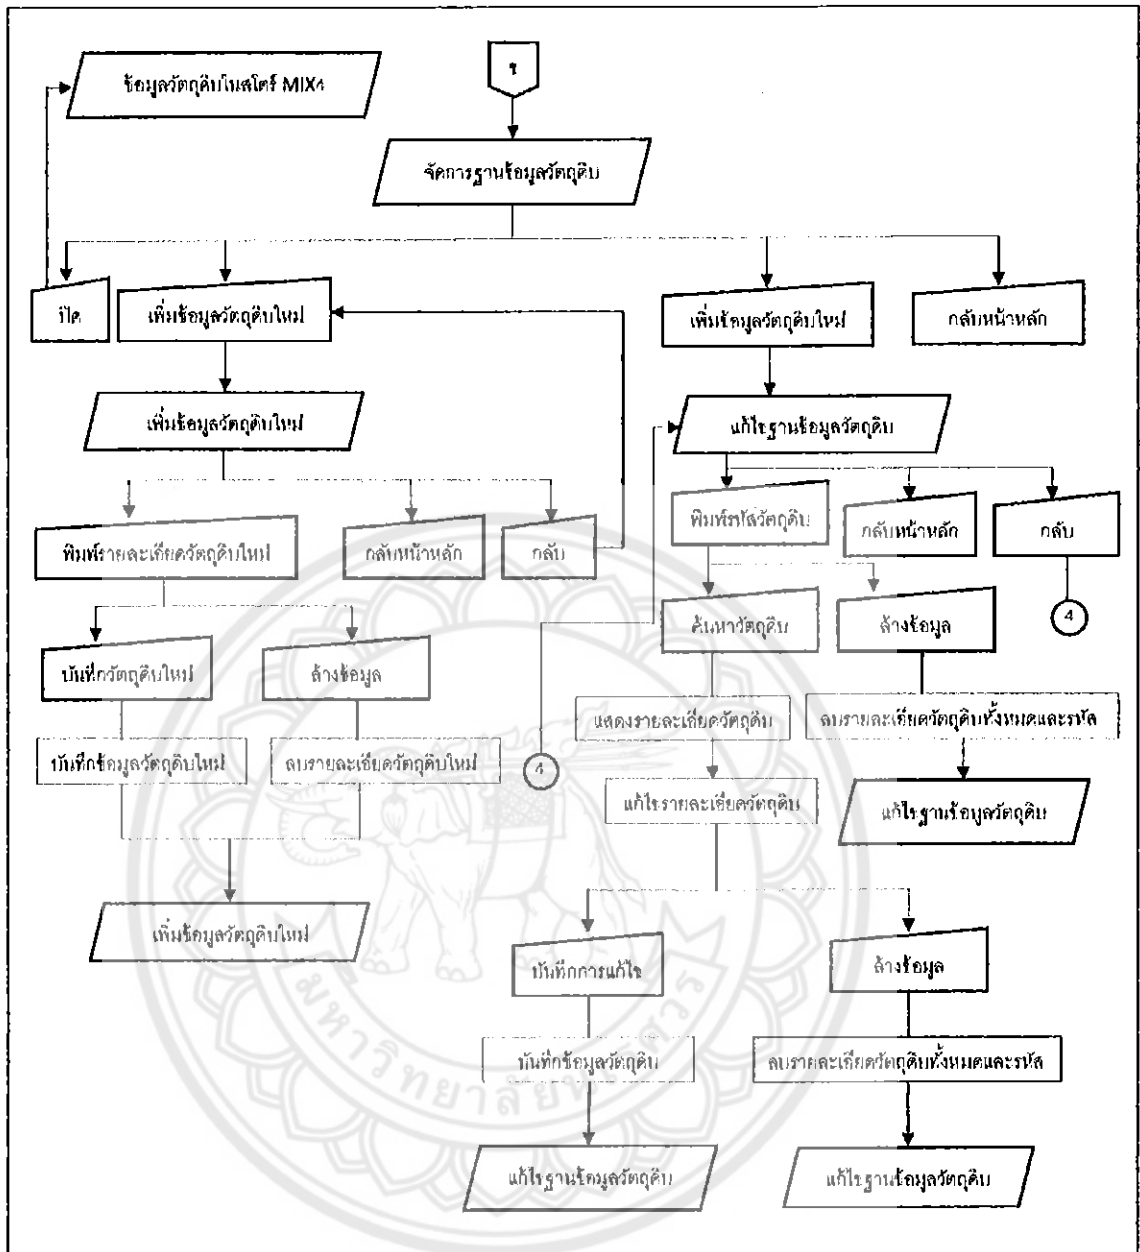 ข้อมูลวัตถุดิบในสโตร์ MIX4
ข
จัดการฐานข้อมูลวัตถุดิบ
ปิด
เพิ่มข้อมูลวัตถุดิบใหม่
เพิ่มข้อมูลวัตถุดิบใหม่
กลับหน้าหลัก
เพิ่มข้อมูลวัตถุดิบใหม่
แก้ไขฐานข้อมูลวัตถุดิบ
พิมพ์รายละเอียดวัตถุดิบใหม่
กลับหน้าหลัก
กลับ
พิมพ์รหัสวัตถุดิบ
กลับหน้าหลัก
กลับ
4
ค้นหาวัตถุดิบ
ล้างข้อมูล
บันทึกวัตถุดิบใหม่
ล้างข้อมูล
แสดงรายละเอียดวัตถุดิบ
ลบรายละเอียดวัตถุดิบทั้งหมดและรหัส
บันทึกข้อมูลวัตถุดิบใหม่
ลบรายละเอียดวัตถุดิบใหม่
4
แก้ไขรายละเอียดวัตถุดิบ
แก้ไขฐานข้อมูลวัตถุดิบ
เพิ่มข้อมูลวัตถุดิบใหม่
บันทึกการแก้ไข
ล้างข้อมูล
บันทึกข้อมูลวัตถุดิบ
ลบรายละเอียดวัตถุดิบทั้งหมดและรหัส
แก้ไขฐานข้อมูลวัตถุดิบ
แก้ไขฐานข้อมูลวัตถุดิบ